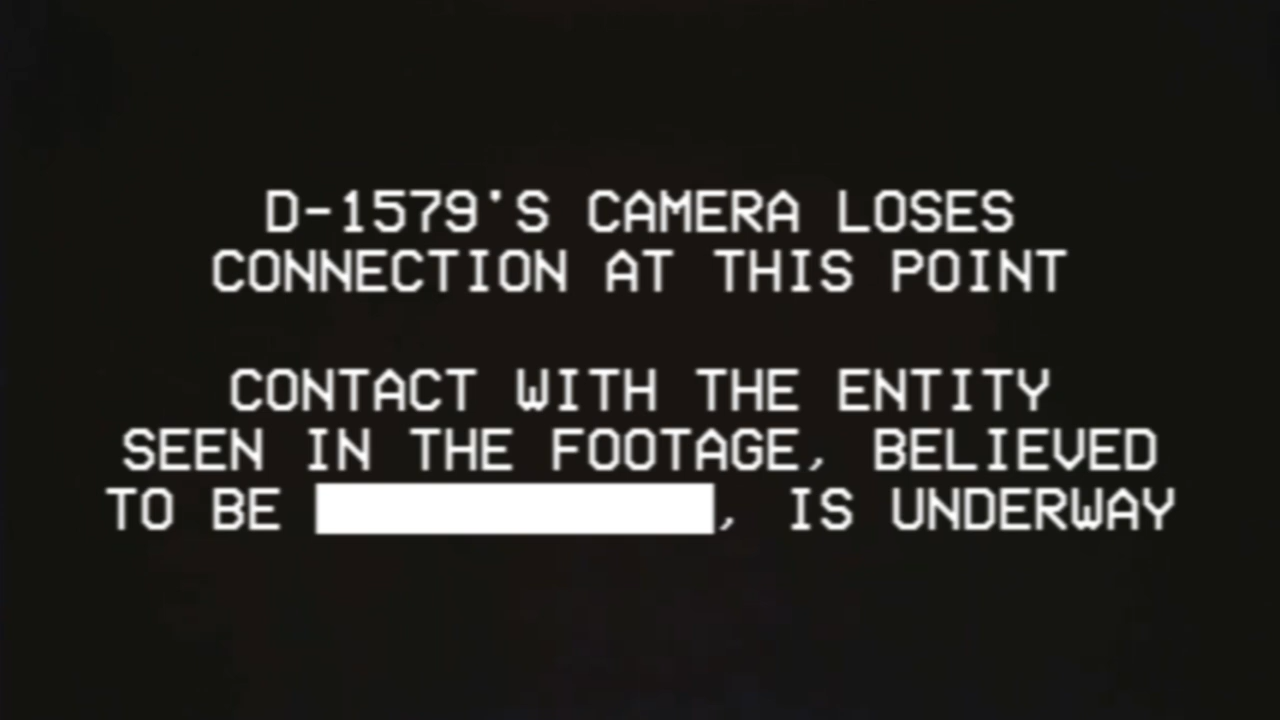 D-1579'S CAMERA LOSES
CONNECTION AT THIS POINT
CONTACT WITH THE ENTITY
SEEN IN THE FOOTAGE, BELIEVED
TO BE , IS UNDERWAY